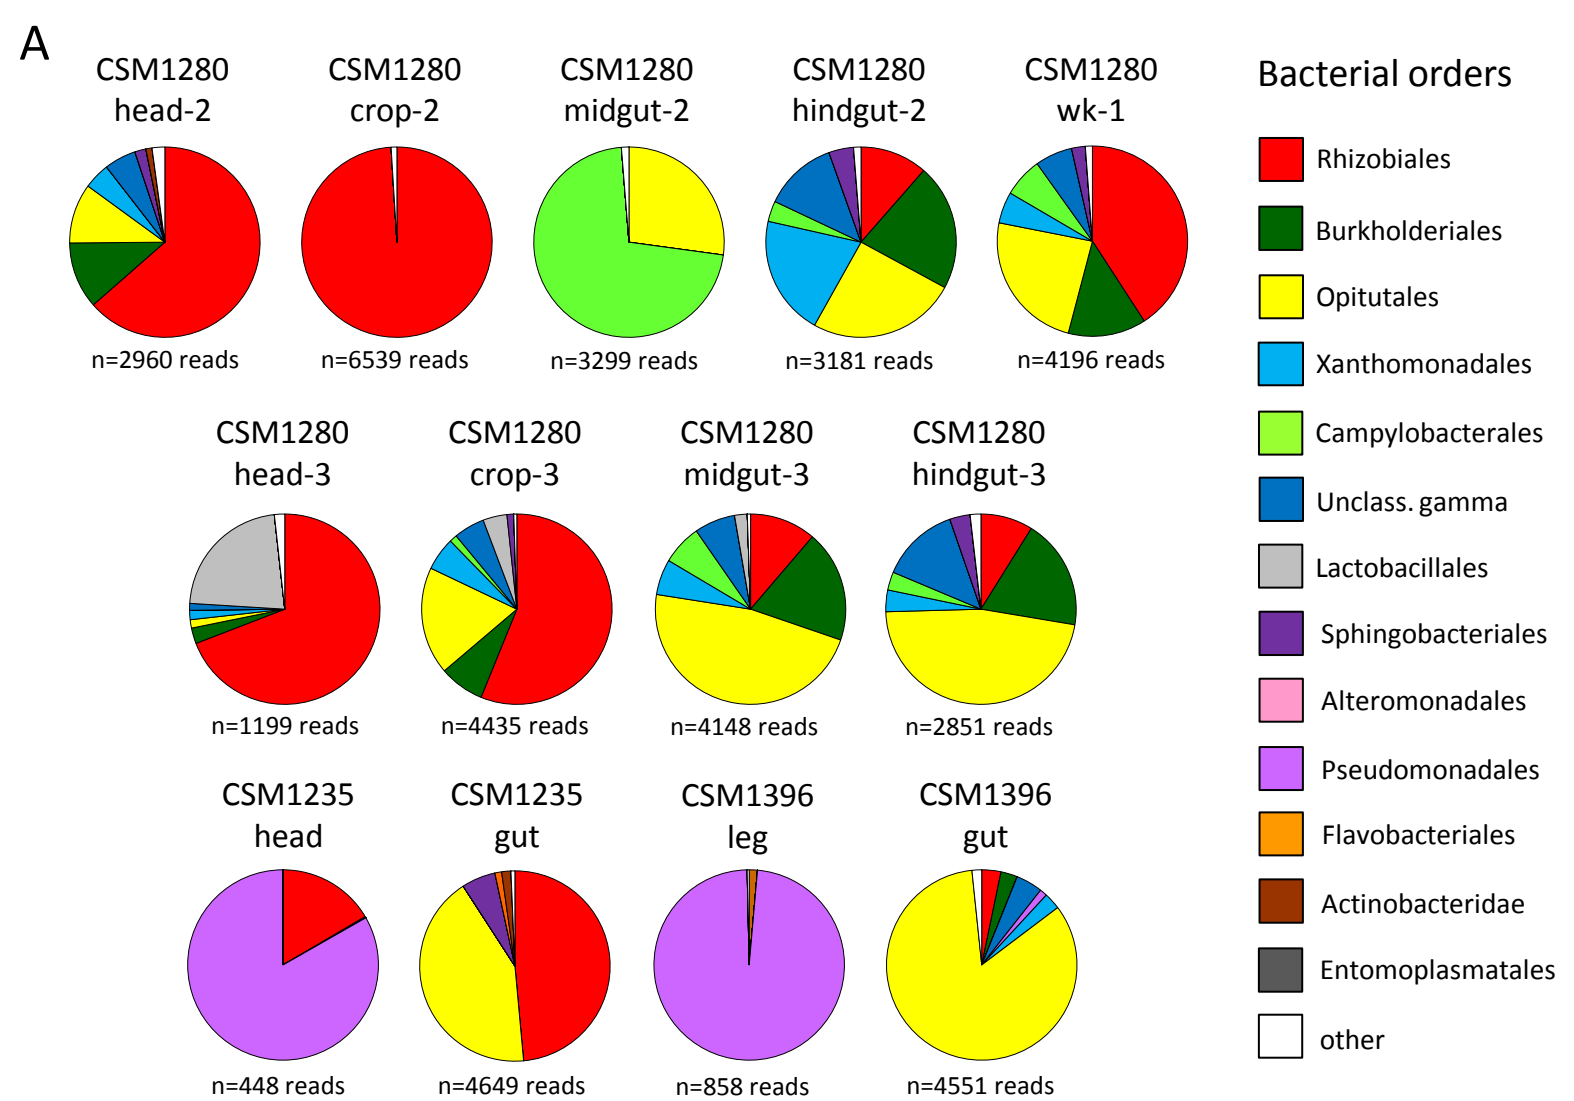 A
CSM1280
head-2
CSM1280
crop-2
CSM1280
midgut-2
CSM1280
hindgut-2
CSM1280
wk-1
n=2960 reads
n=6539 reads
n=3299 reads
n=3181 reads
n=4196 reads
CSM1280
head-3
CSM1280
crop-3
CSM1280
midgut-3
CSM1280
hindgut-3
n=1199 reads
n=4435 reads
n=4148 reads
n=2851 reads
CSM1235
head
CSM1235
gut
CSM1396
leg
CSM1396
gut
n=448 reads
n=4649 reads
n=858 reads
n=4551 reads
Bacterial orders
Rhizobiales
Burkholderiales
Opitutales
Xanthomonadales
Campylobacterales
Unclass. gamma
Lactobacillales
Sphingobacteriales
Alteromonadales
Pseudomonadales
Flavobacteriales
Actinobacteridae
Entomoplasmatales
other